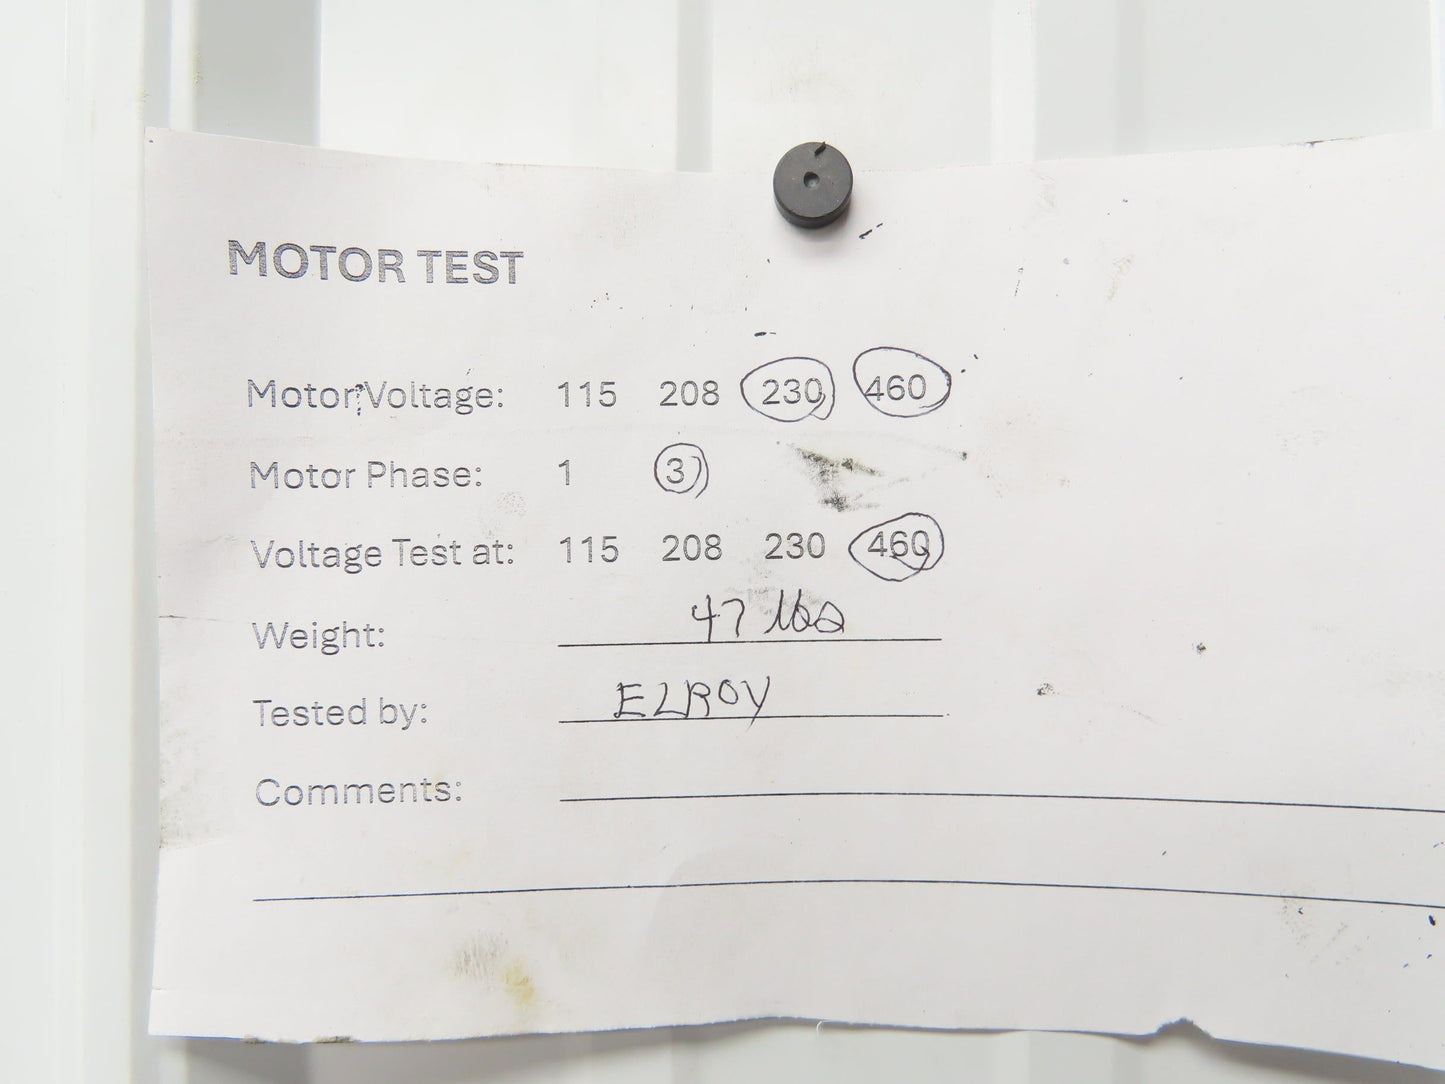 MOTOR TEST
Motor Voltage: 115 208 230 460
Motor Phase: 1 3
Voltage Test at: 115 208 230 460
Weight: 47 lbs
Tested by: ELROY
Comments: